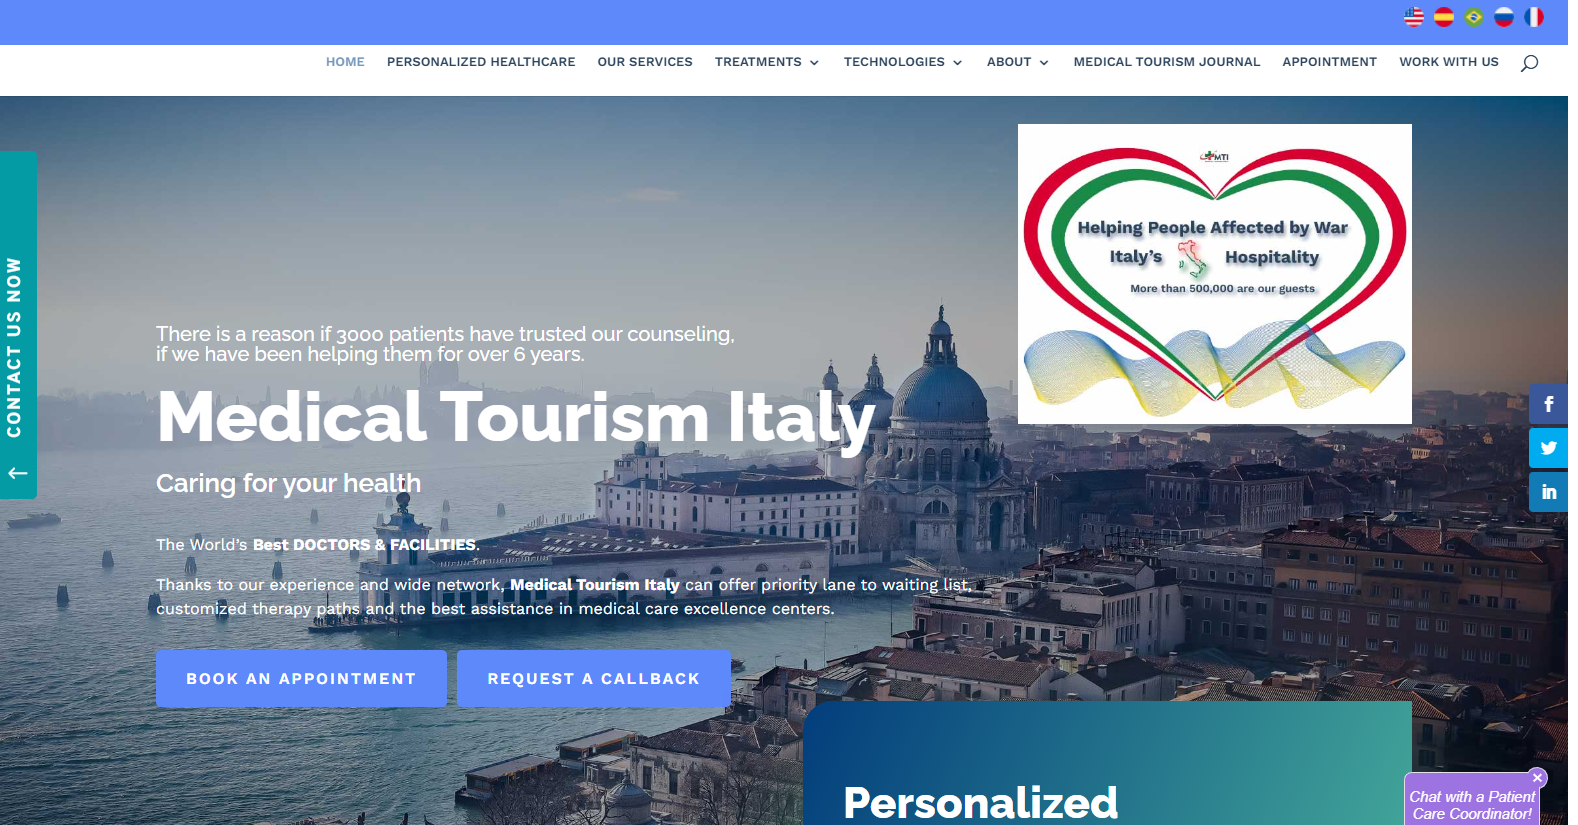 HOME PERSONALIZED HEALTHCARE OUR SERVICES TREATMENTS TECHNOLOGIES ABOUT MEDICAL TOURISM JOURNAL APPOINTMENT WORK WITH US
CONTACT US NOW
MTI
Helping People Affected by War
Italy's Hospitality
More than 500,000 are our guests
There is a reason if 3000 patients have trusted our counseling,
if we have been helping them for over 6 years.
Medical Tourism Italy
Caring for your health
The World's Best DOCTORS & FACILITIES.
Thanks to our experience and wide network, Medical Tourism Italy can offer priority lane to waiting list,
customized therapy paths and the best assistance in medical care excellence centers.
BOOK AN APPOINTMENT REQUEST A CALLBACK
Personalized
Chat with a Patient
Care Coordinator!